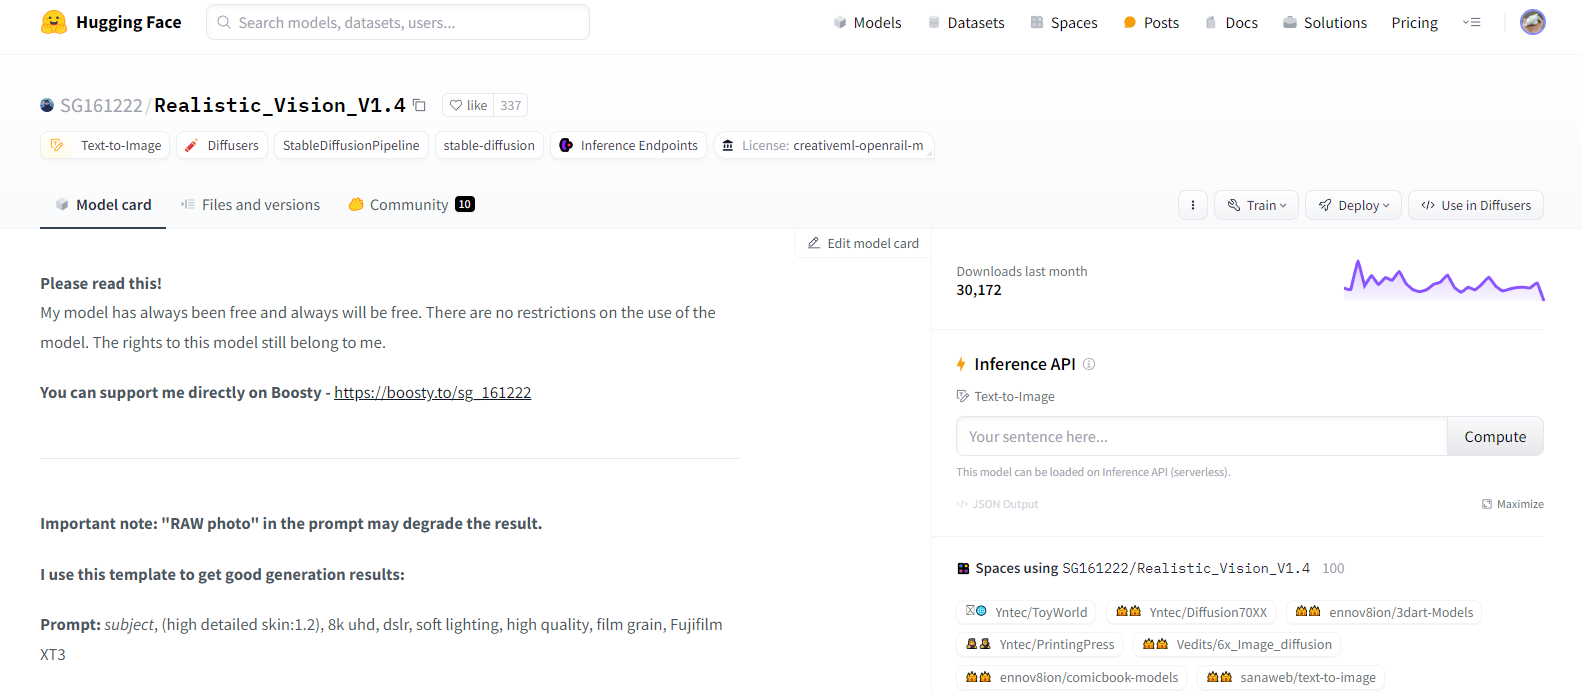 Hugging Face
Search models, datasets, users...
Models
Datasets
Spaces
Posts
Docs
Solutions
Pricing
SG161222/Realistic_Vision_V1.4
like 337
Text-to-Image
Diffusers
StableDiffusionPipeline
stable-diffusion
Inference Endpoints
License: creativeml-openrail-m
Model card
Files and versions
Community 10
Train
Deploy
Use in Diffusers
Edit model card
Please read this!
My model has always been free and always will be free. There are no restrictions on the use of the
model. The rights to this model still belong to me.
You can support me directly on Boosty - https://boosty.to/sg_161222
Important note: "RAW photo" in the prompt may degrade the result.
I use this template to get good generation results:
Prompt: subject, (high detailed skin:1.2), 8k uhd, dslr, soft lighting, high quality, film grain, Fujifilm
XT3
Downloads last month
30,172
Inference API
Text-to-Image
Your sentence here...
Compute
This model can be loaded on Inference API (serverless).
JSON Output
Maximize
Spaces using SG161222/Realistic_Vision_V1.4 100
Yntec/ToyWorld
Yntec/Diffusion70XX
ennov8ion/3dart-Models
Yntec/PrintingPress
Vedits/6x_Image_diffusion
ennov8ion/comicbook-models
sanaweb/text-to-image